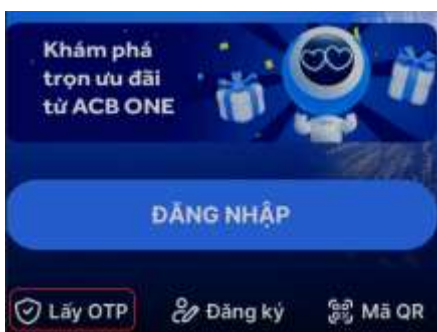 Khám phá
trọn ưu đãi
từ ACB ONE
ĐĂNG NHẬP
Lấy OTP Đăng ký Mã QR